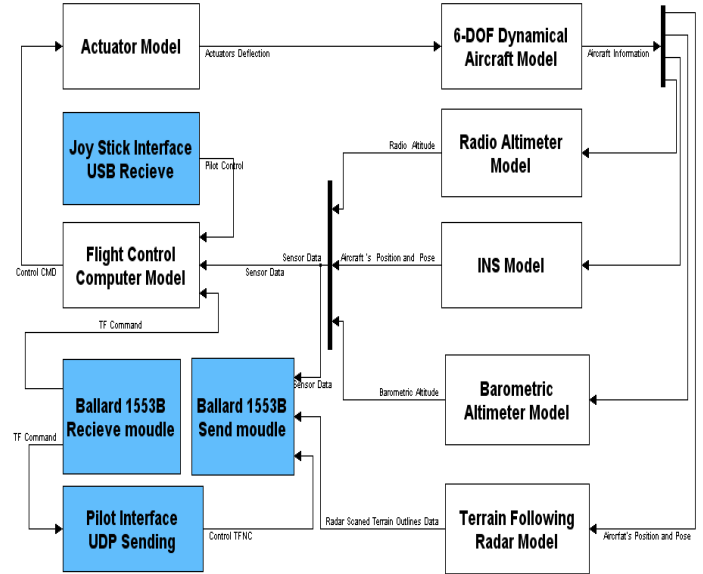 Actuator Model
Actuators Deflection
6-DOF Dynamical
Aircraft Model
Aircraft Information
Joy Stick Interface
USB Recieve
Pilot Control
Radio Altitude
Radio Altimeter
Model
Flight Control
Computer Model
Control CMD
Sensor Data
Sensor Data
Aircraft 's Position and Pose
INS Model
TF Command
Ballard 1553B
Recieve moudle
Ballard 1553B
Send moudle
Sensor Data
Barometric Altitude
Barometric
Altimeter Model
TF Command
Pilot Interface
UDP Sending
Control TFNC
Radar Scaned Terrain Outlines Data
Terrain Following
Radar Model
Aircrfat's Position and Pose